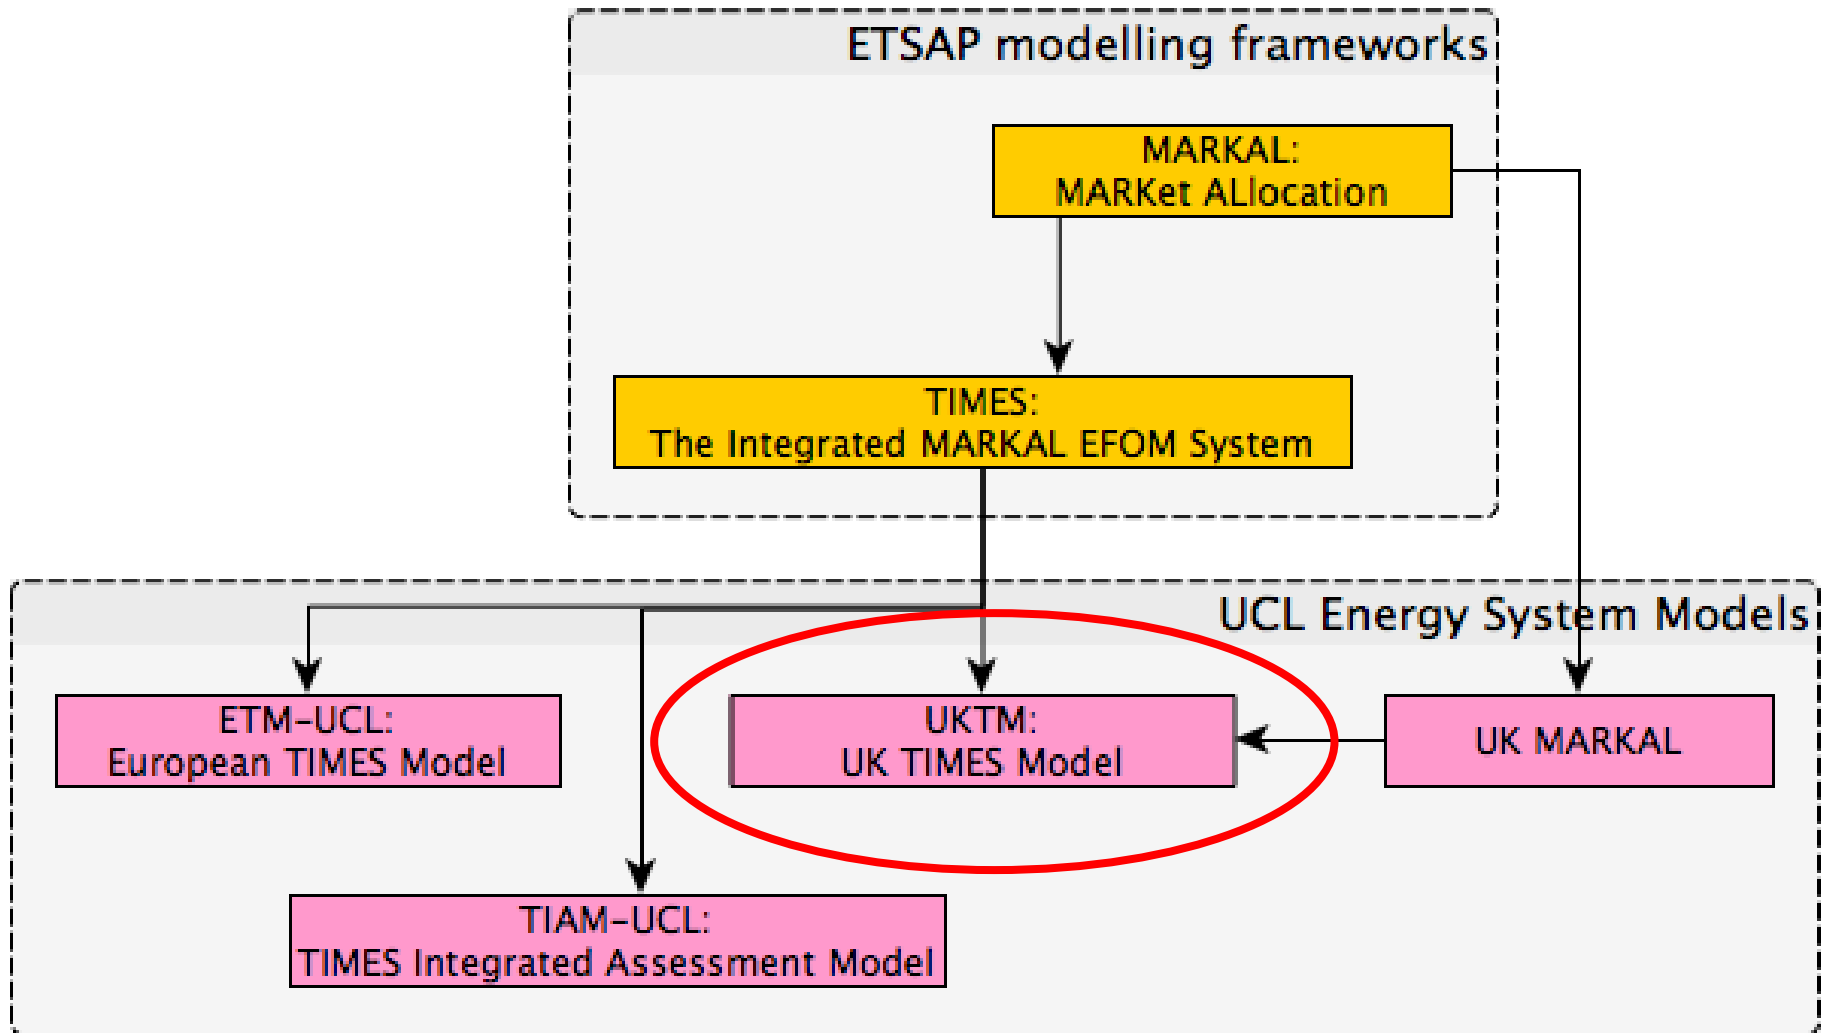 ETSAP modelling frameworks
MARKAL:
MARKet ALlocation
TIMES:
The Integrated MARKAL EFOM System
UCL Energy System Models
ETM-UCL:
European TIMES Model
UKTM:
UK TIMES Model
UK MARKAL
TIAM-UCL:
TIMES Integrated Assessment Model